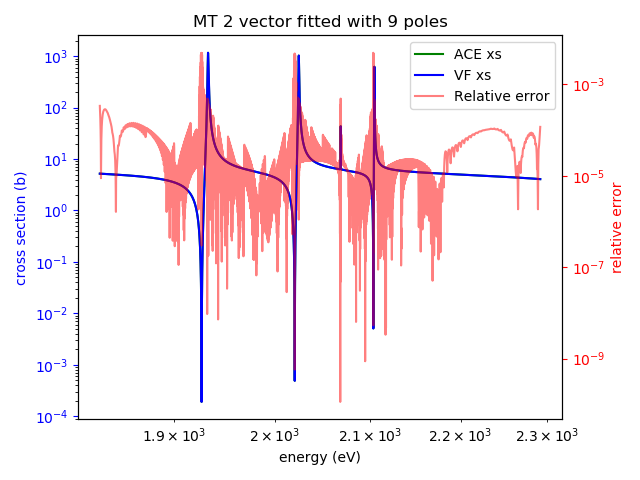 MT 2 vector fitted with 9 poles
ACE xs
VF xs
Relative error
10³
10²
10¹
10⁰
10⁻¹
10⁻²
10⁻³
10⁻⁴
cross section (b)
10⁻³
10⁻⁵
10⁻⁷
10⁻⁹
relative error
1.9 × 10³ 2 × 10³ 2.1 × 10³ 2.2 × 10³ 2.3 × 10³
energy (eV)